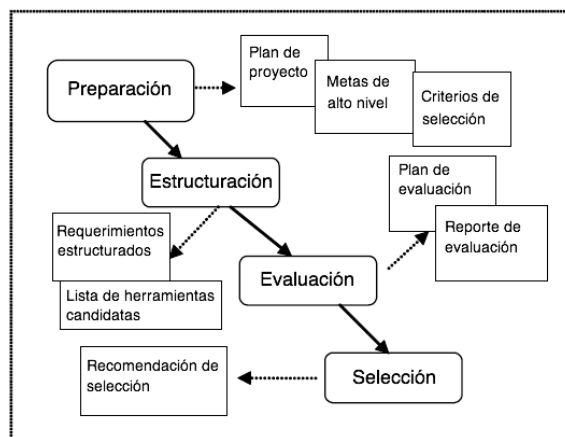 Preparación
Plan de
proyecto
Metas de
alto nivel
Criterios de
selección
Estructuración
Plan de
evaluación
Reporte de
evaluación
Requerimientos
estructurados
Lista de herramientas
candidatas
Evaluación
Recomendación de
selección
Selección